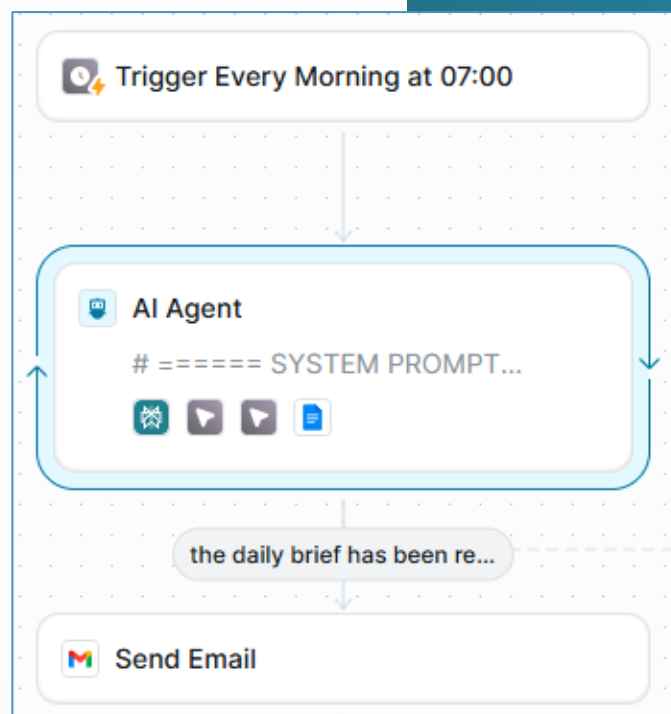 Trigger Every Morning at 07:00
AI Agent
# ====== SYSTEM PROMPT...
the daily brief has been re...
Send Email